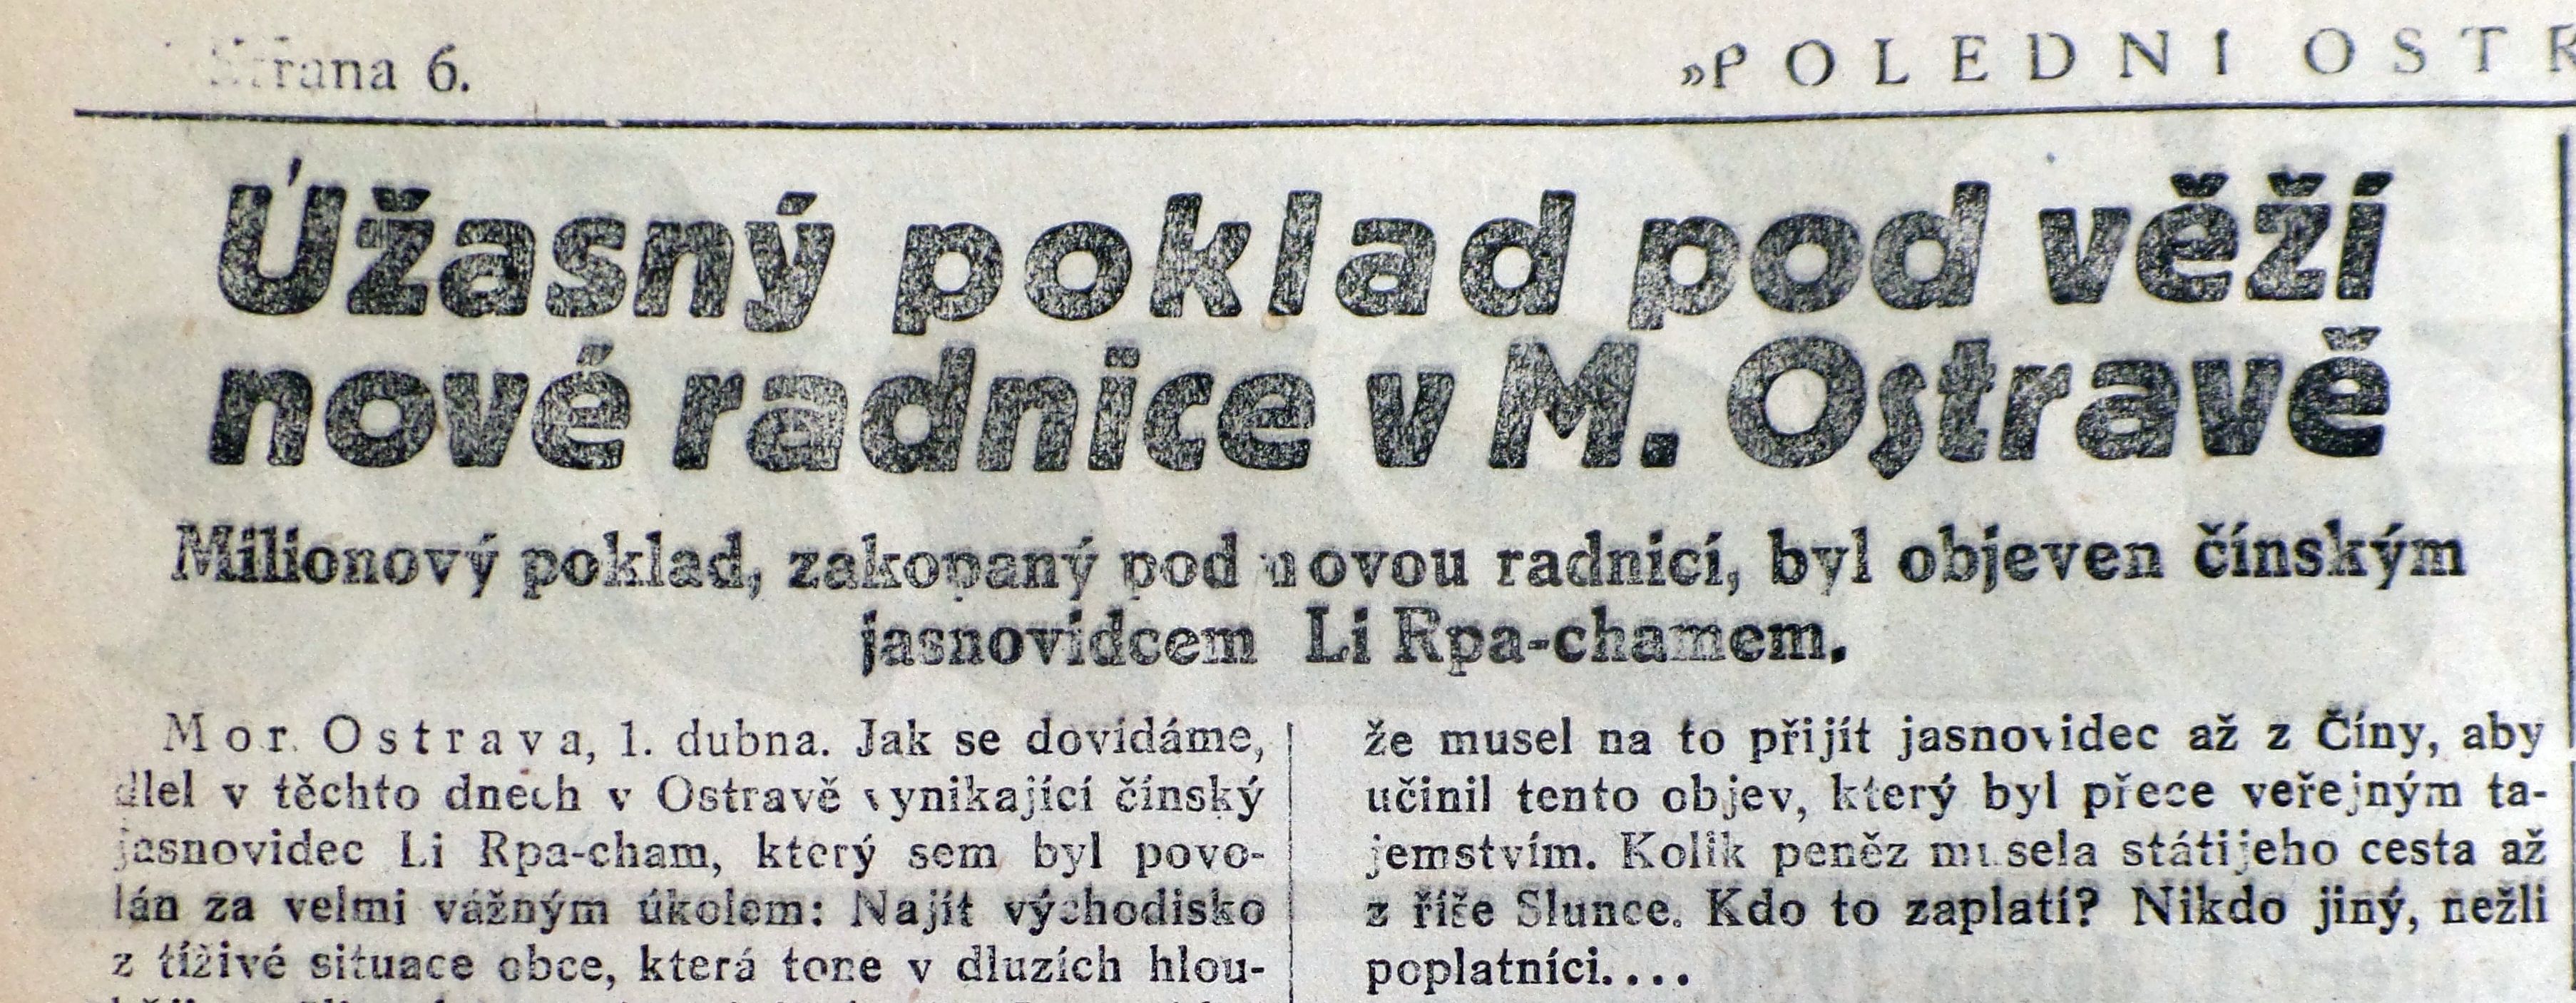 Strana 6.
»POLEDNÍ OSTR
Úžasný poklad pod věží
nové radnice v M. Ostravě
Milionový poklad, zakopaný pod novou radnicí, byl objeven čínským
jasnovidcem Li Rpa-chamem.
Mor. Ostrava, 1. dubna. Jak se dovídáme,
dlel v těchto dnech v Ostravě vynikající čínský
jasnovidec Li Rpa-cham, který sem byl povo-
lán za velmi vážným úkolem: Najít východisko
z tíživé situace obce, která tone v dluzích hlou-
že musel na to přijít jasnovidec až z Číny, aby
učinil tento objev, který byl přece veřejným ta-
jemstvím. Kolik peněz musela státi jeho cesta až
z říše Slunce. Kdo to zaplatí? Nikdo jiný, nežli
poplatníci....